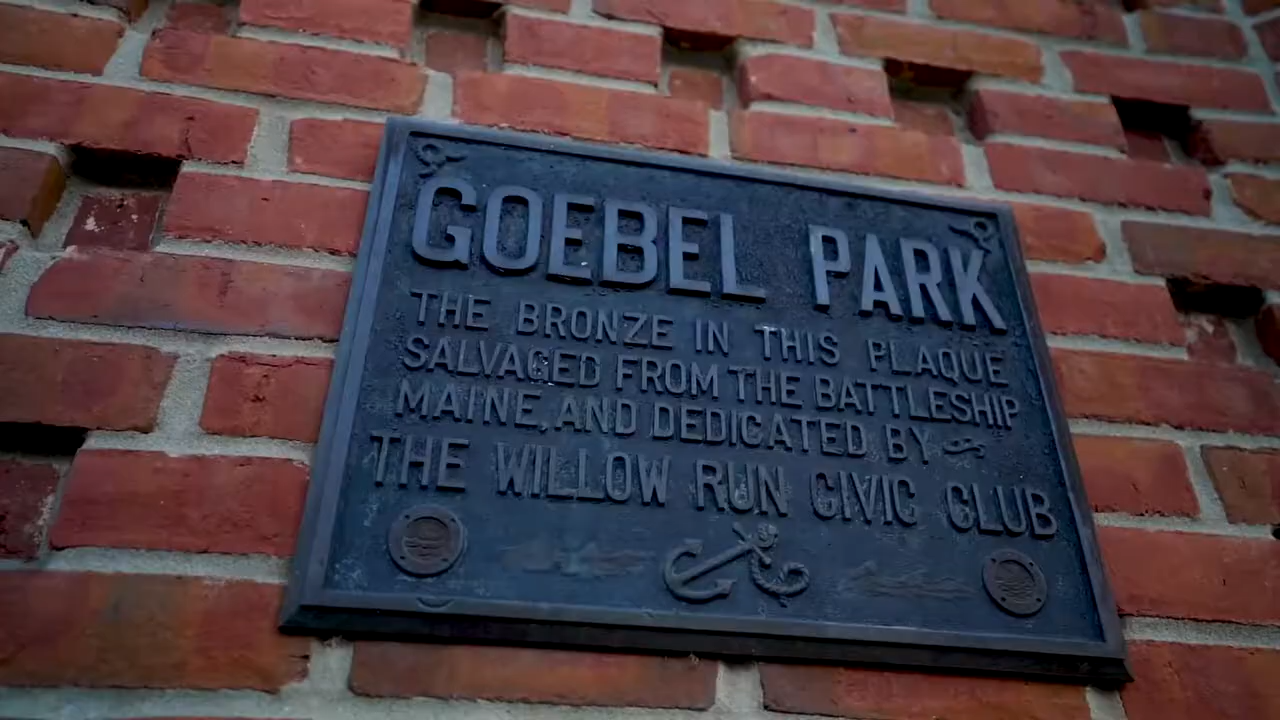 GOEBEL PARK
THE BRONZE IN THIS PLAQUE
SALVAGED FROM THE BATTLESHIP
MAINE, AND DEDICATED BY
THE WILLOW RUN CIVIC CLUB